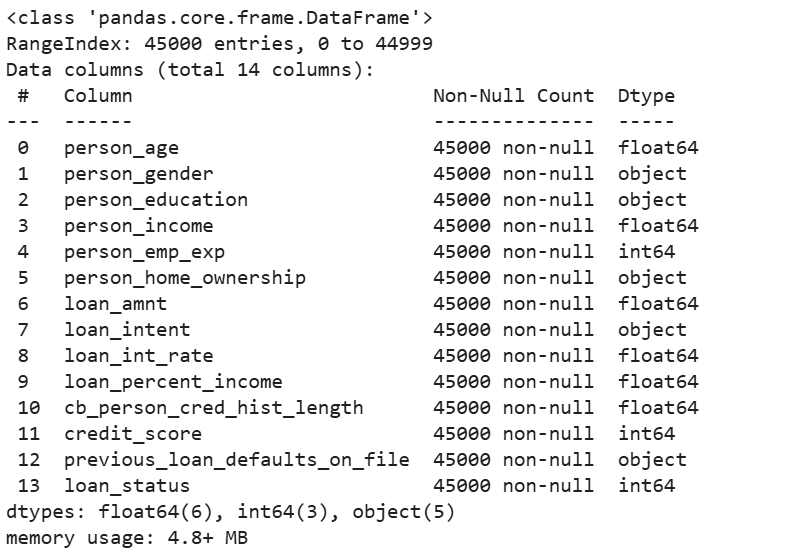 <class 'pandas.core.frame.DataFrame'>
RangeIndex: 45000 entries, 0 to 44999
Data columns (total 14 columns):
 #   Column                          Non-Null Count  Dtype
---  ------                          --------------  -----
 0   person_age                      45000 non-null  float64
 1   person_gender                   45000 non-null  object
 2   person_education                45000 non-null  object
 3   person_income                   45000 non-null  float64
 4   person_emp_exp                  45000 non-null  int64
 5   person_home_ownership           45000 non-null  object
 6   loan_amnt                       45000 non-null  float64
 7   loan_intent                     45000 non-null  object
 8   loan_int_rate                   45000 non-null  float64
 9   loan_percent_income             45000 non-null  float64
 10  cb_person_cred_hist_length      45000 non-null  float64
 11  credit_score                    45000 non-null  int64
 12  previous_loan_defaults_on_file  45000 non-null  object
 13  loan_status                     45000 non-null  int64
dtypes: float64(6), int64(3), object(5)
memory usage: 4.8+ MB